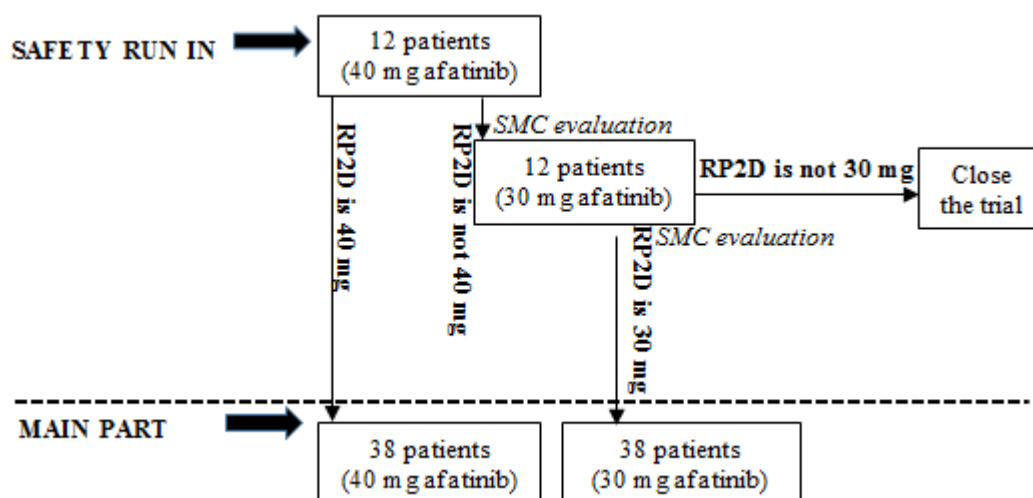 SAFETY RUN IN
12 patients
(40 mg afatinib)
RP2D is 40 mg
RP2D is not 40 mg
SMC evaluation
12 patients
(30 mg afatinib)
RP2D is not 30 mg
Close
the trial
SMC evaluation
RP2D is 30 mg
MAIN PART
38 patients
(40 mg afatinib)
38 patients
(30 mg afatinib)